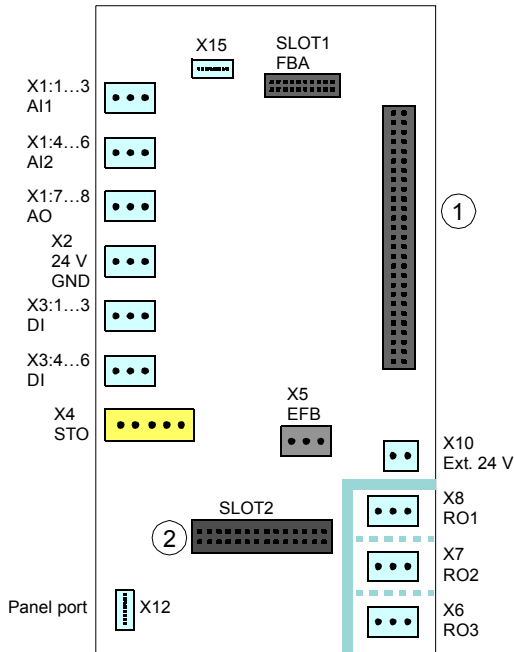 X15
SLOT1
FBA
X1:1…3
AI1
X1:4…6
AI2
X1:7…8
AO
X2
24 V
GND
X3:1…3
DI
X3:4…6
DI
X4
STO
1
X5
EFB
X10
Ext. 24 V
SLOT2
2
X8
RO1
X7
RO2
X6
RO3
Panel port
X12